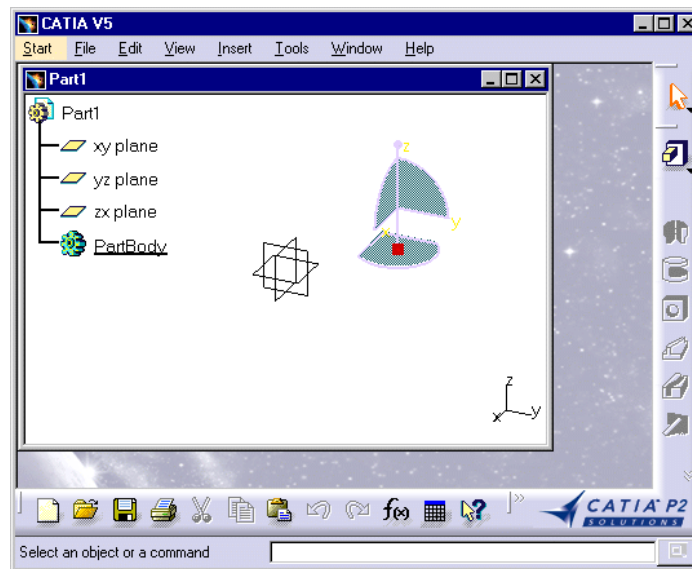 CATIA V5
Start File Edit View Insert Tools Window Help
Part1
Part1
xy plane
yz plane
zx plane
PartBody
z
y
x
z
y
x
f(x)
?
»
CATIA P2
SOLUTIONS
Select an object or a command